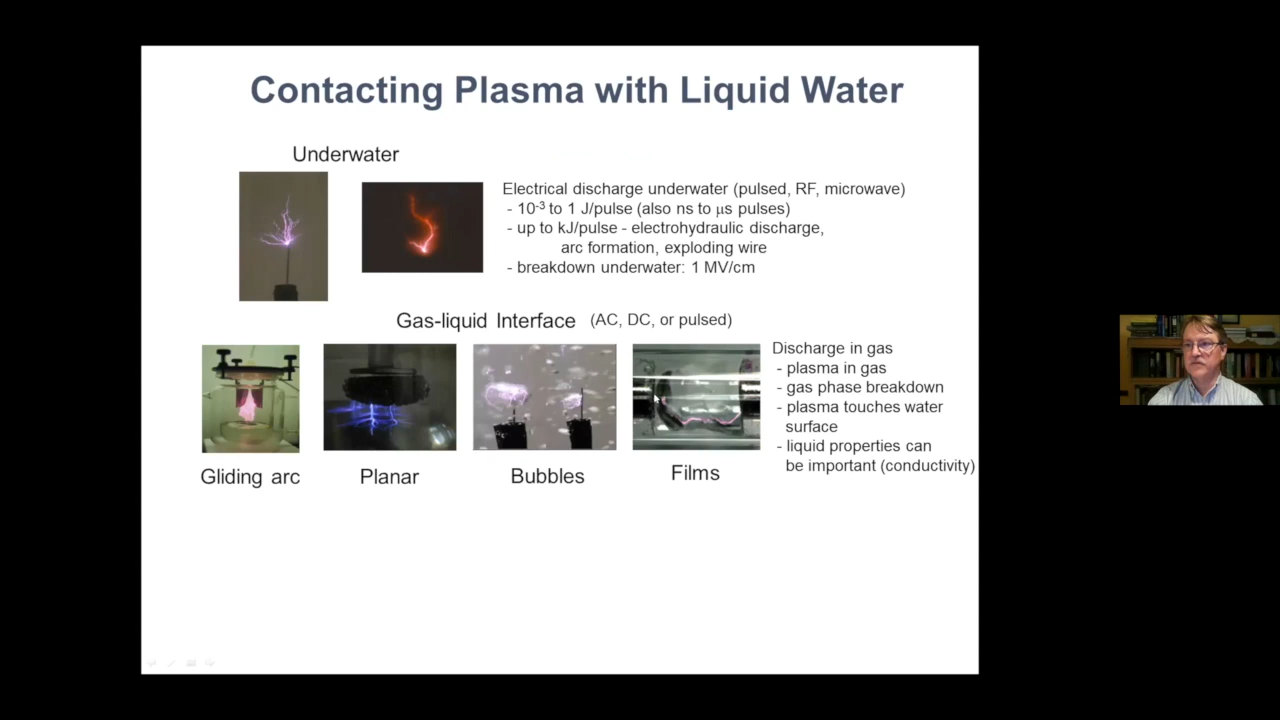 Contacting Plasma with Liquid Water
Underwater
Electrical discharge underwater (pulsed, RF, microwave)
- 10⁻³ to 1 J/pulse (also ns to μs pulses)
- up to kJ/pulse - electrohydraulic discharge,
arc formation, exploding wire
- breakdown underwater: 1 MV/cm
Gas-liquid Interface (AC, DC, or pulsed)
Discharge in gas
- plasma in gas
- gas phase breakdown
- plasma touches water
surface
- liquid properties can
be important (conductivity)
Gliding arc
Planar
Bubbles
Films